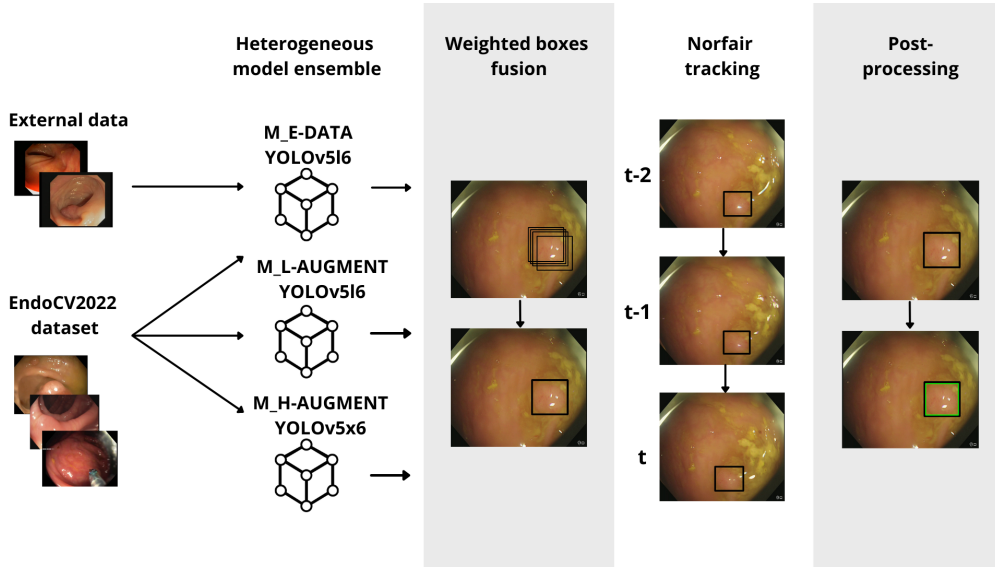 Heterogeneous
model ensemble
Weighted boxes
fusion
Norfair
tracking
Post-
processing
External data
M_E-DATA
YOLOv5l6
t-2
M_L-AUGMENT
YOLOv5l6
t-1
EndoCV2022
dataset
M_H-AUGMENT
YOLOv5x6
t